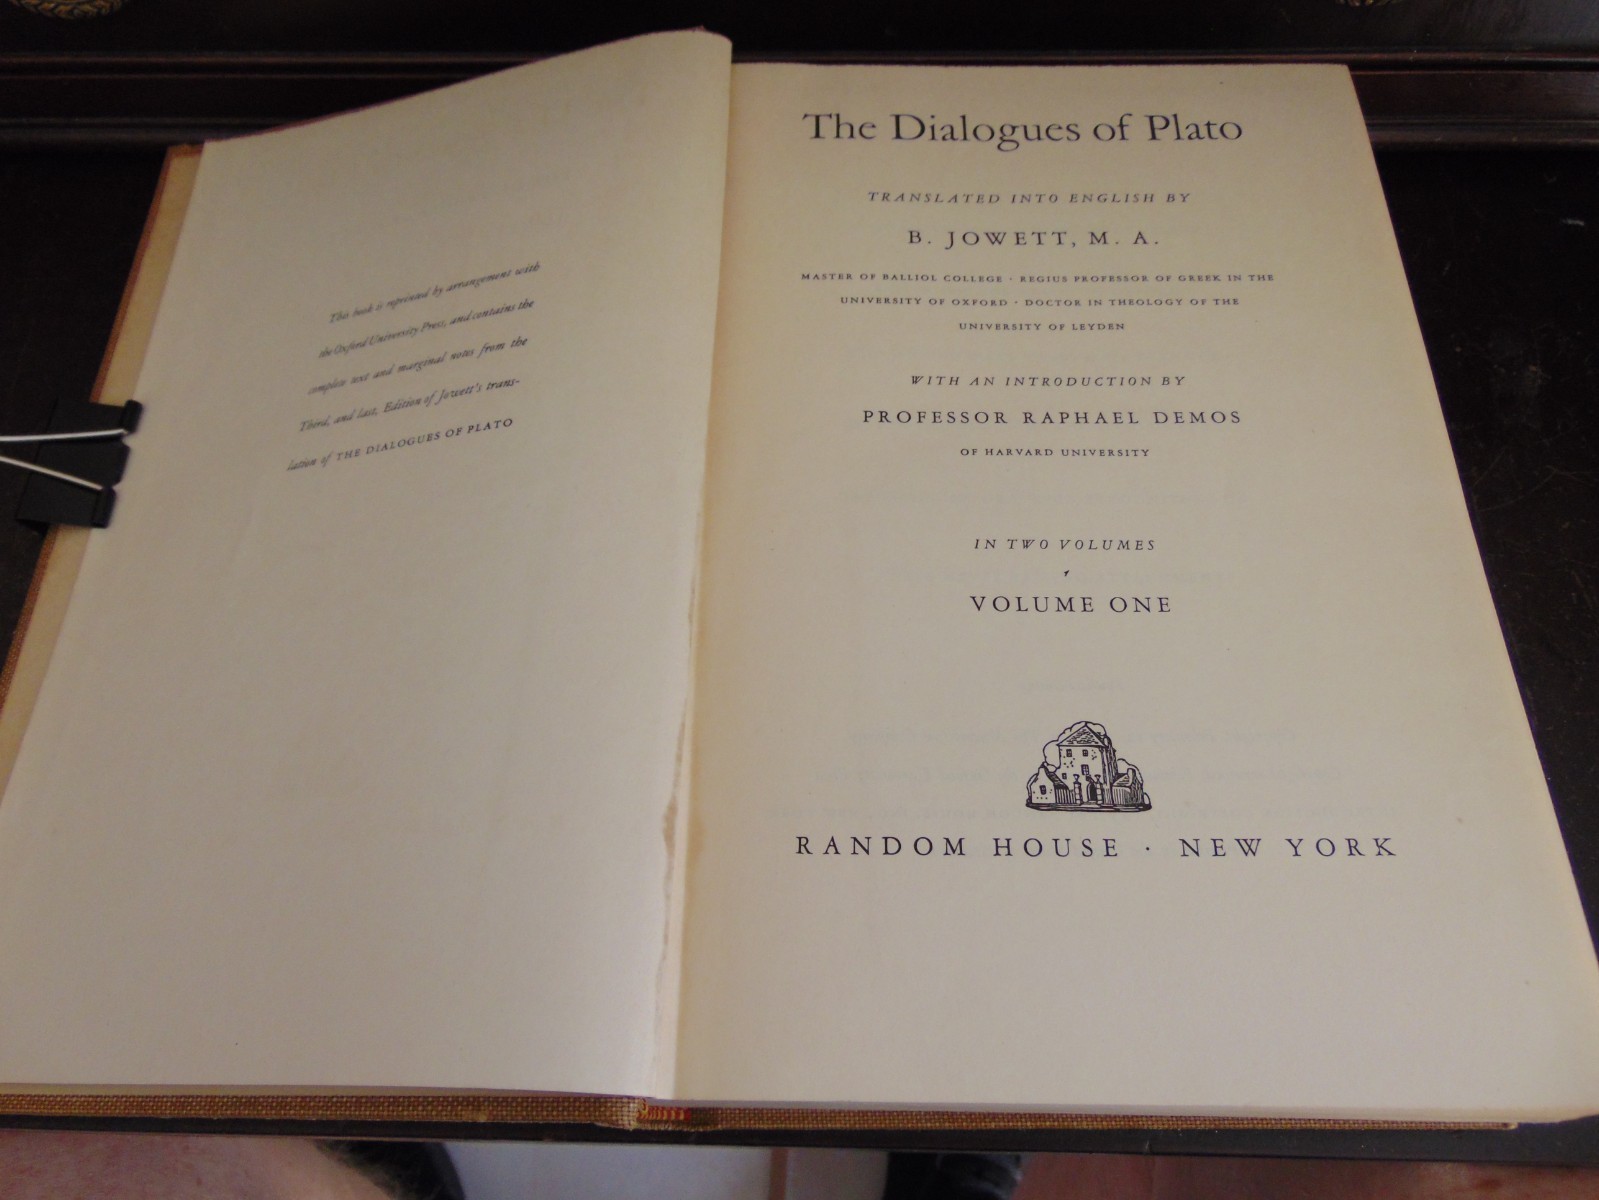 This book is reprinted by arrangement with
the Oxford University Press, and contains the
complete text and marginal notes from the
Third, and last, Edition of Jowett's trans-
lation of THE DIALOGUES OF PLATO
The Dialogues of Plato
TRANSLATED INTO ENGLISH BY
B. JOWETT, M. A.
MASTER OF BALLIOL COLLEGE · REGIUS PROFESSOR OF GREEK IN THE
UNIVERSITY OF OXFORD · DOCTOR IN THEOLOGY OF THE
UNIVERSITY OF LEYDEN
WITH AN INTRODUCTION BY
PROFESSOR RAPHAEL DEMOS
OF HARVARD UNIVERSITY
IN TWO VOLUMES
VOLUME ONE
RANDOM HOUSE · NEW YORK